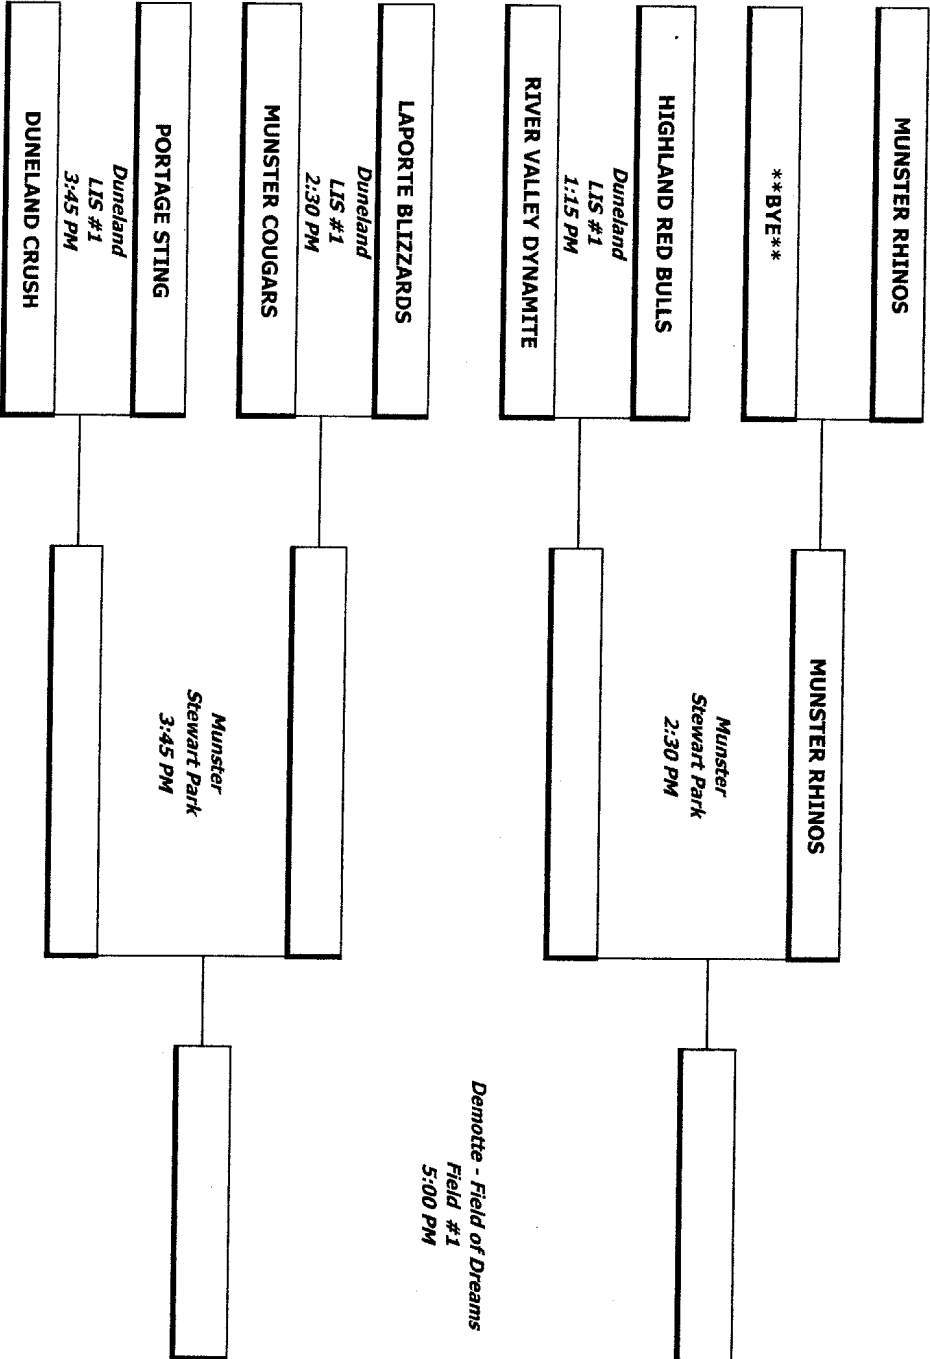 MUNSTER RHINOS
**BYE**
HIGHLAND RED BULLS
Duneland
LIS #1
1:15 PM
RIVER VALLEY DYNAMITE
LAPORTE BLIZZARDS
Duneland
LIS #1
2:30 PM
MUNSTER COUGARS
PORTAGE STING
Duneland
LIS #1
3:45 PM
DUNELAND CRUSH
MUNSTER RHINOS
Munster
Stewart Park
2:30 PM
Munster
Stewart Park
3:45 PM
Demotte - Field of Dreams
Field #1
5:00 PM